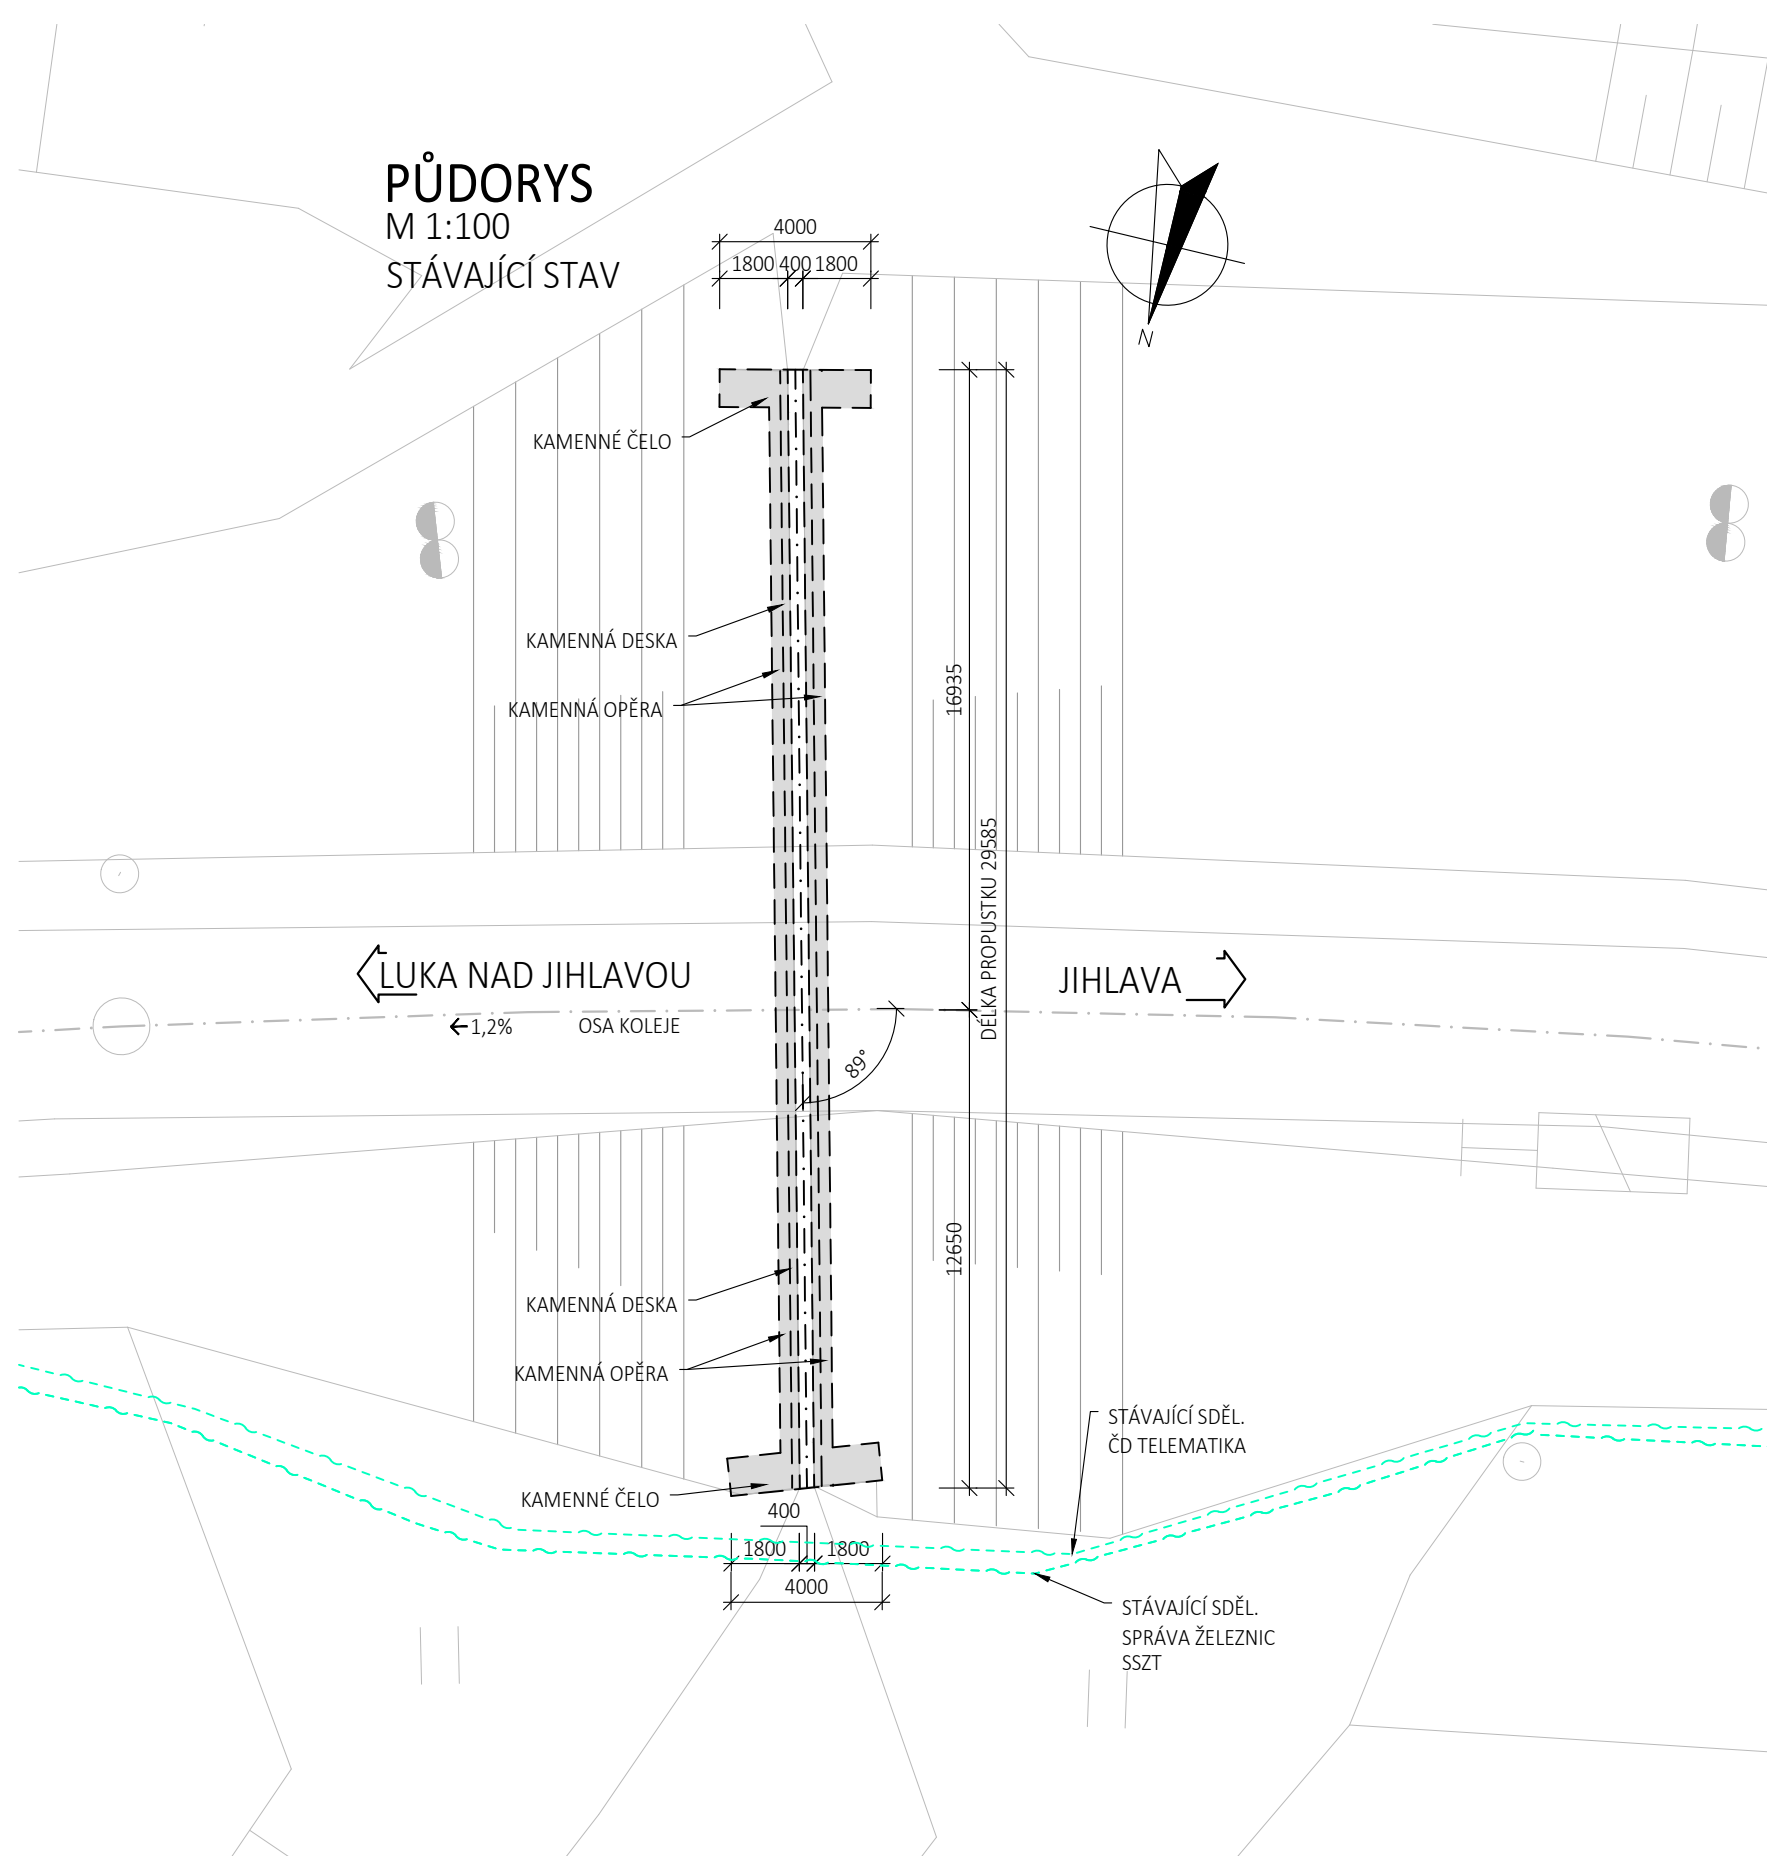 PŮDORYS
M 1:100
STÁVAJÍCÍ STAV
4000
1800 400 1800
N
KAMENNÉ ČELO
KAMENNÁ DESKA
KAMENNÁ OPĚRA
16935
DÉLKA PROPUSTKU 29585
LUKA NAD JIHLAVOU
JIHLAVA
1,2%
OSA KOLEJE
89°
12650
KAMENNÁ DESKA
KAMENNÁ OPĚRA
STÁVAJÍCÍ SDĚL.
ČD TELEMATIKA
KAMENNÉ ČELO
400
1800 1800
4000
STÁVAJÍCÍ SDĚL.
SPRÁVA ŽELEZNIC
SSZT